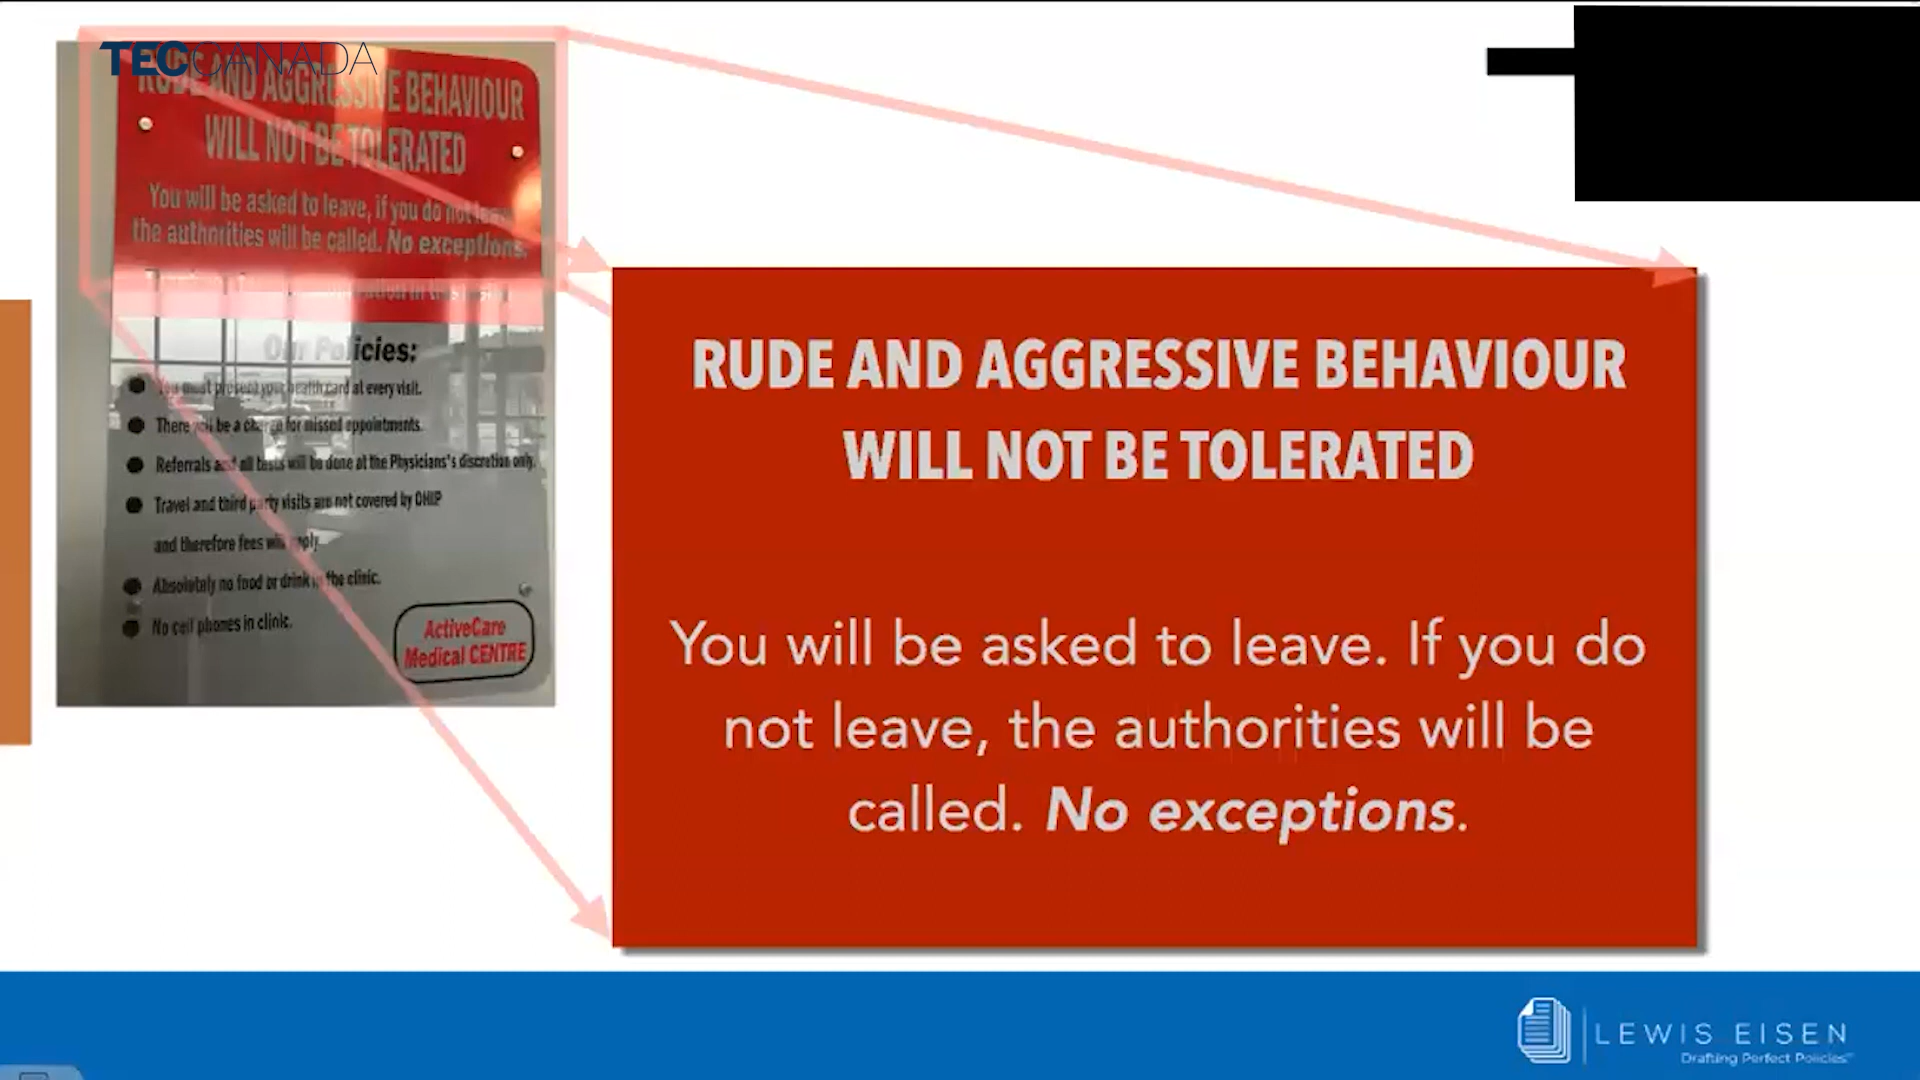 TECCANADA
RUDE AND AGGRESSIVE BEHAVIOUR
WILL NOT BE TOLERATED
You will be asked to leave, if you do not leave
the authorities will be called. No exceptions.
in this
Our Policies:
You must present your health card at every visit.
There will be a charge for missed appointments.
Referrals and all tests will be done at the Physicians's discretion only.
Travel and third party visits are not covered by OHIP
and therefore fees will apply
Absolutely no food or drink in the clinic.
No cell phones in clinic.
ActiveCare
Medical CENTRE
RUDE AND AGGRESSIVE BEHAVIOUR
WILL NOT BE TOLERATED
You will be asked to leave. If you do
not leave, the authorities will be
called. No exceptions.
LEWIS EISEN
Drafting Perfect Policies™